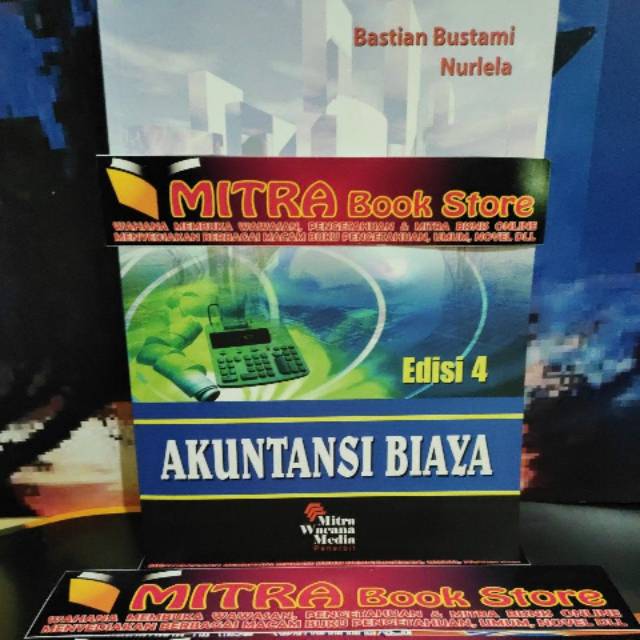 Bastian Bustami
Nurlela
MITRA Book Store
WAHANA MEMBUKA WAWASAN, PENGETAHUAN & MITRA BISNIS ONLINE
MENYEDIAKAN BERBAGAI MACAM BUKU PENGETAHUAN, UMUM, NOVEL DLL
Edisi 4
AKUNTANSI BIAYA
Mitra
Wacana
Media
Penerbit
MITRA Book Store
WAHANA MEMBUKA WAWASAN, PENGETAHUAN & MITRA BISNIS ONLINE
MENYEDIAKAN BERBAGAI MACAM BUKU PENGETAHUAN, UMUM, NOVEL DLL